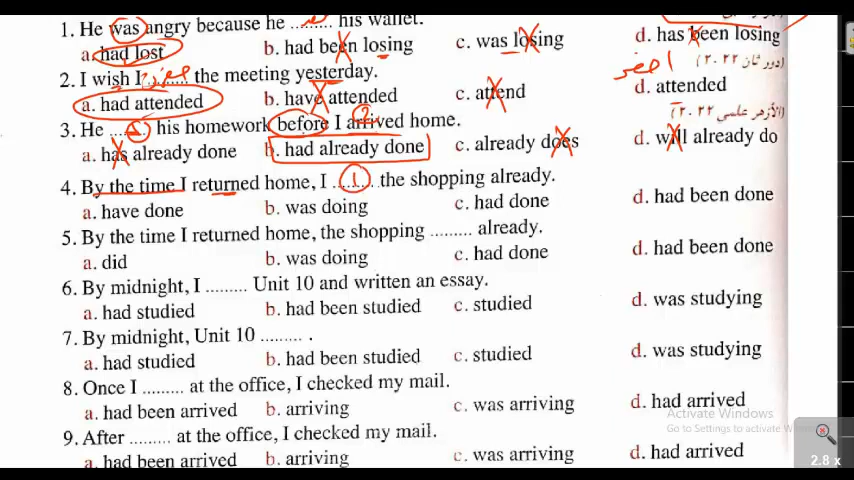 1. He was angry because he ......... his wallet.
a. had lost b. had been losing c. was losing d. has been losing
2. I wish I ......... the meeting yesterday. (دور ثان ٢٠٢٢)
a. had attended b. have attended c. attend d. attended
3. He ......... his homework before I arrived home. (الأزهر علمى ٢٠٢٢)
a. has already done b. had already done c. already does d. will already do
4. By the time I returned home, I ......... the shopping already.
a. have done b. was doing c. had done d. had been done
5. By the time I returned home, the shopping ......... already.
a. did b. was doing c. had done d. had been done
6. By midnight, I ......... Unit 10 and written an essay.
a. had studied b. had been studied c. studied d. was studying
7. By midnight, Unit 10 ......... .
a. had studied b. had been studied c. studied d. was studying
8. Once I ......... at the office, I checked my mail.
a. had been arrived b. arriving c. was arriving d. had arrived
9. After ......... at the office, I checked my mail.
a. had been arrived b. arriving c. was arriving d. had arrived
Activate Windows
Go to Settings to activate
2.8 x